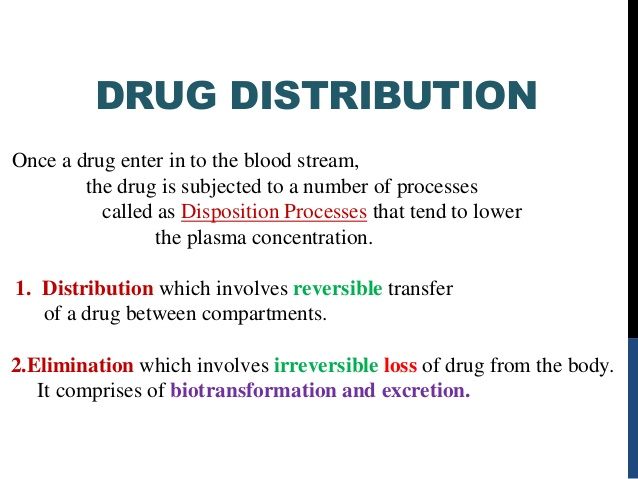 DRUG DISTRIBUTION
Once a drug enter in to the blood stream,
the drug is subjected to a number of processes
called as Disposition Processes that tend to lower
the plasma concentration.
1. Distribution which involves reversible transfer
of a drug between compartments.
2.Elimination which involves irreversible loss of drug from the body.
It comprises of biotransformation and excretion.